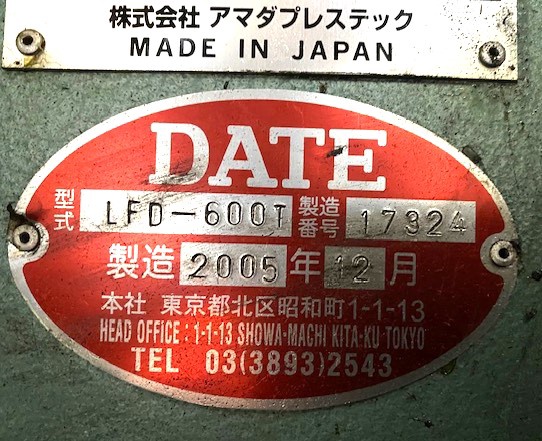 株式会社 アマダプレステック
MADE IN JAPAN
DATE
型式 LFD-600T 製造番号 17324
製造 2005年 12月
本社 東京都北区昭和町1-1-13
HEAD OFFICE : 1-1-13 SHOWA-MACHI KITA-KU TOKYO
TEL 03(3893)2543